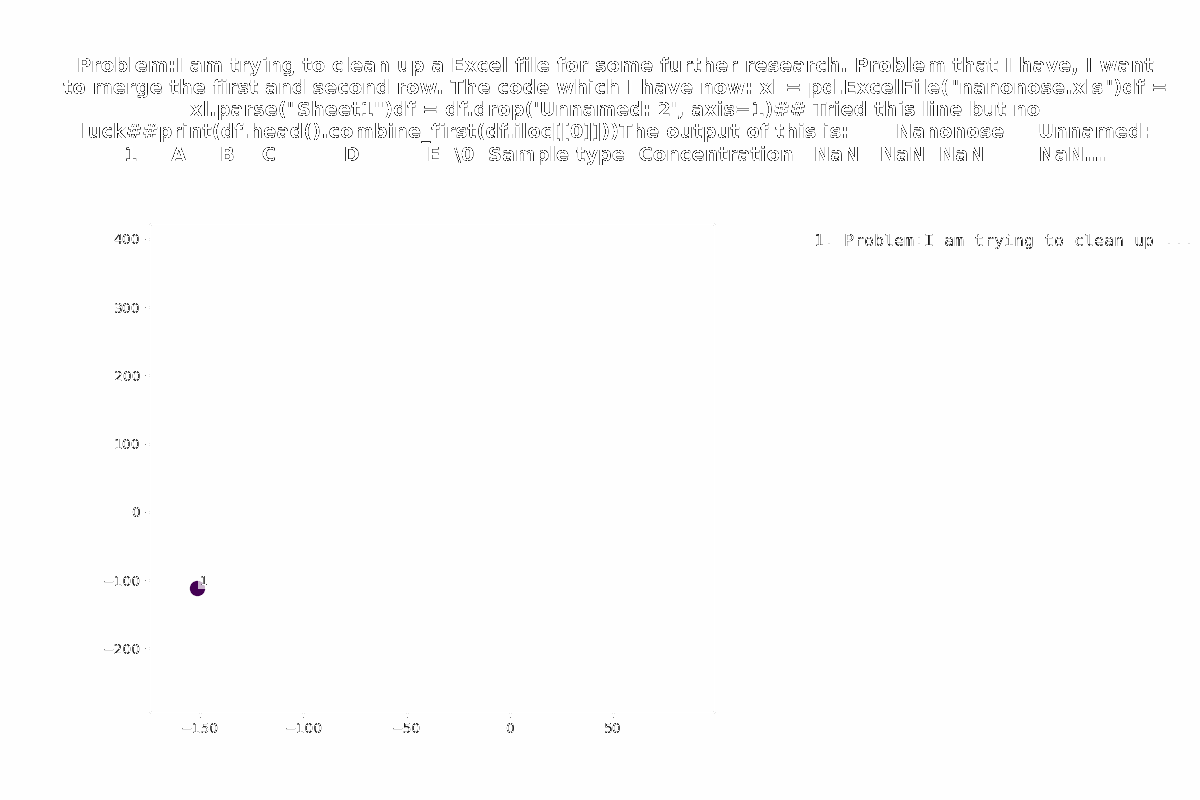 Problem:I am trying to clean up a Excel file for some further research. Problem that I have, I want
to merge the first and second row. The code which I have now: xl = pd.ExcelFile("nanonose.xls")df =
xl.parse("Sheet1")df = df.drop('Unnamed: 2', axis=1)## Tried this line but no
luck##print(df.head().combine_first(df.iloc[[0]]))The output of this is:      Nanonose     Unnamed:
1     A     B    C          D          E  \0  Sample type  Concentration   NaN   NaN  NaN        NaN...
400
1. Problem:I am trying to clean up ...
300
200
100
0
−100
1
−200
−150
−100
−50
0
50